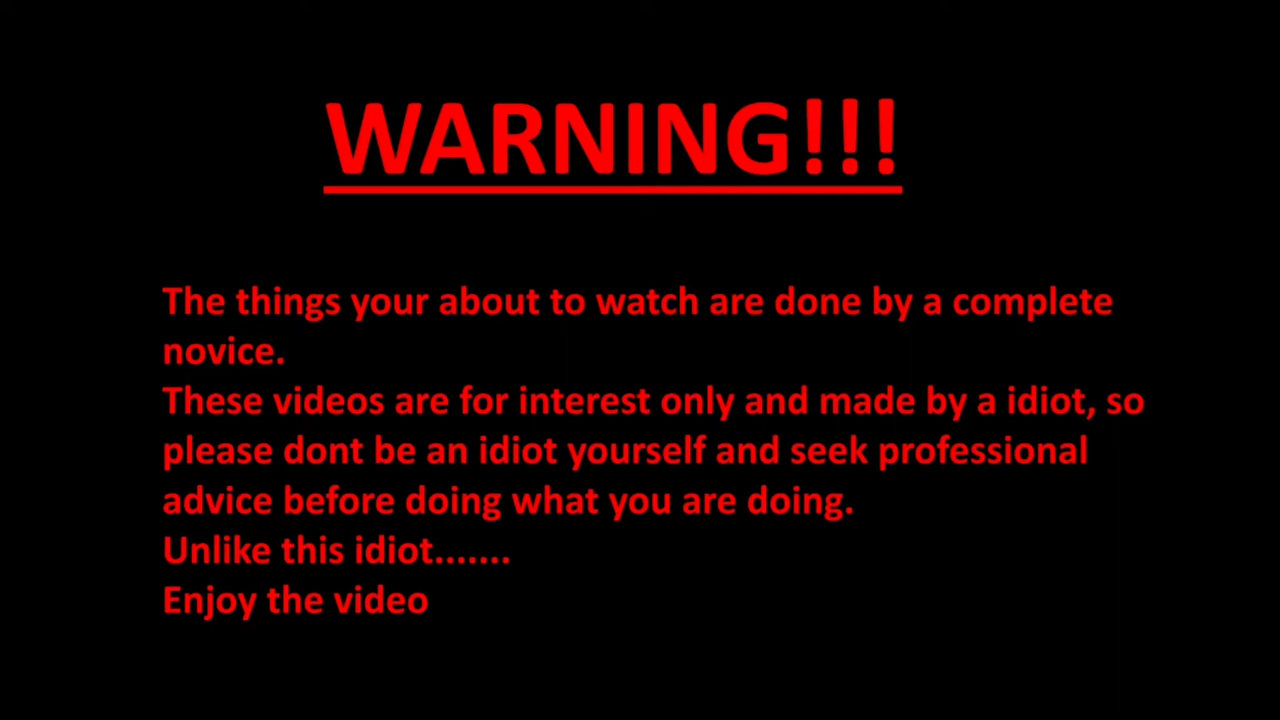 WARNING!!!
The things your about to watch are done by a complete
novice.
These videos are for interest only and made by a idiot, so
please dont be an idiot yourself and seek professional
advice before doing what you are doing.
Unlike this idiot.......
Enjoy the video